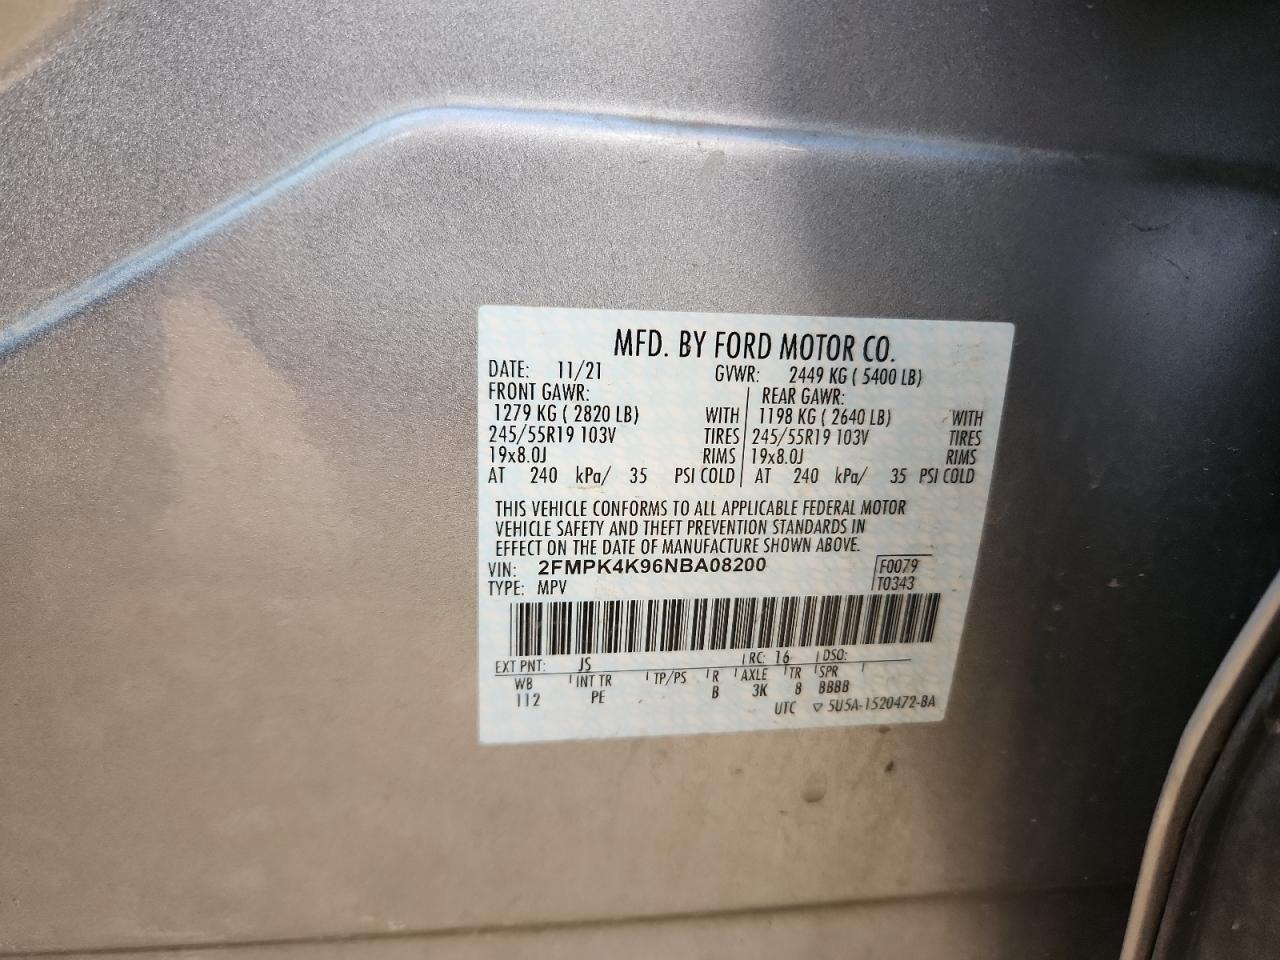 MFD. BY FORD MOTOR CO.
DATE: 11/21 GVWR: 2449 KG ( 5400 LB)
FRONT GAWR: REAR GAWR:
1279 KG ( 2820 LB) WITH 1198 KG ( 2640 LB) WITH
245/55R19 103V TIRES 245/55R19 103V TIRES
19x8.0J RIMS 19x8.0J RIMS
AT 240 kPa/ 35 PSI COLD AT 240 kPa/ 35 PSI COLD
THIS VEHICLE CONFORMS TO ALL APPLICABLE FEDERAL MOTOR
VEHICLE SAFETY AND THEFT PREVENTION STANDARDS IN
EFFECT ON THE DATE OF MANUFACTURE SHOWN ABOVE.
VIN: 2FMPK4K96NBA08200 F0079
TYPE: MPV T0343
EXT PNT: JS RC: 16 DSO:
WB INT TR TP/PS R AXLE TR SPR
112 PE B 3K 8 BBBB
UTC ▽ 5U5A-1520472-BA